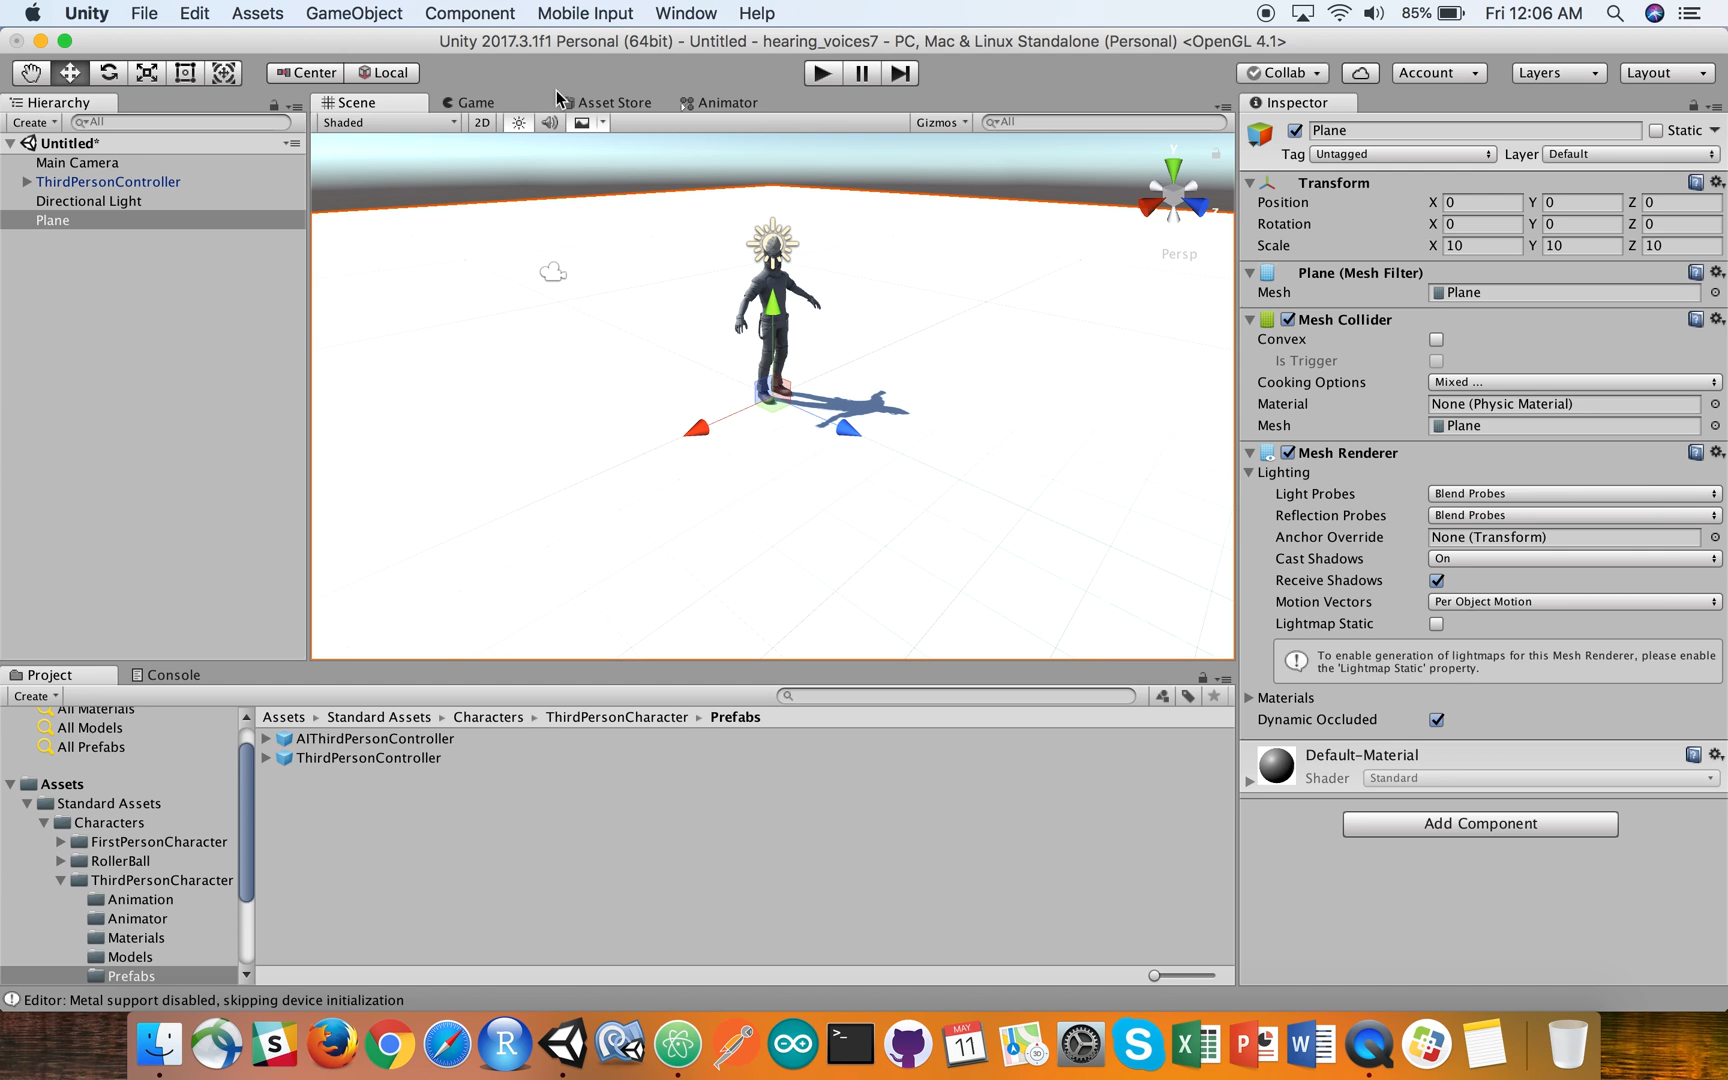 Unity File Edit Assets GameObject Component Mobile Input Window Help 85% Fri 12:06 AM
Unity 2017.3.1f1 Personal (64bit) - Untitled - hearing_voices7 - PC, Mac & Linux Standalone (Personal) <OpenGL 4.1>
Center Local Collab Account Layers Layout
Hierarchy
Create All
Untitled*
Main Camera
ThirdPersonController
Directional Light
Plane
Scene Game Asset Store Animator
Shaded 2D Gizmos All
y
z
Persp
Inspector
Plane Static
Tag Untagged Layer Default
Transform
Position X 0 Y 0 Z 0
Rotation X 0 Y 0 Z 0
Scale X 10 Y 10 Z 10
Plane (Mesh Filter)
Mesh Plane
Mesh Collider
Convex
Is Trigger
Cooking Options Mixed ...
Material None (Physic Material)
Mesh Plane
Mesh Renderer
Lighting
Light Probes Blend Probes
Reflection Probes Blend Probes
Anchor Override None (Transform)
Cast Shadows On
Receive Shadows
Motion Vectors Per Object Motion
Lightmap Static
To enable generation of lightmaps for this Mesh Renderer, please enable
the 'Lightmap Static' property.
Materials
Dynamic Occluded
Default-Material
Shader Standard
Add Component
Project Console
Create
All Materials
All Models
All Prefabs
Assets
Standard Assets
Characters
FirstPersonCharacter
RollerBall
ThirdPersonCharacter
Animation
Animator
Materials
Models
Prefabs
Assets Standard Assets Characters ThirdPersonCharacter Prefabs
AIThirdPersonController
ThirdPersonController
Editor: Metal support disabled, skipping device initialization
S R >_ MAY 11 3D S X P W